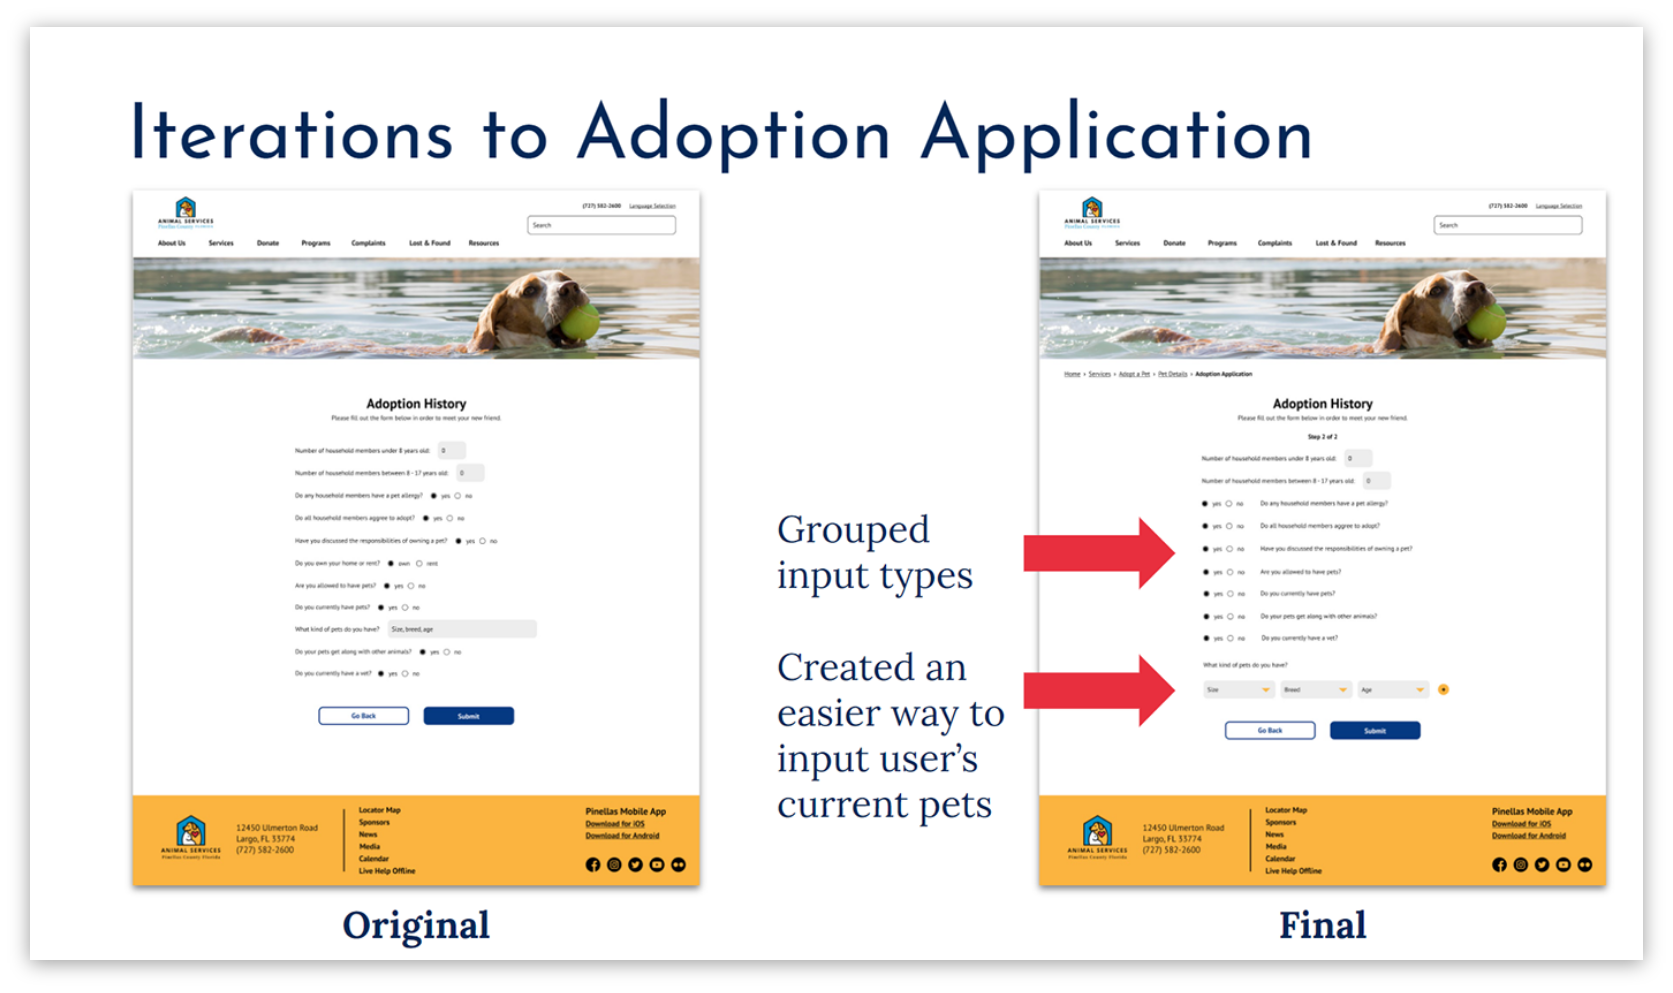 Iterations to Adoption Application
ANIMAL SERVICES
Pinellas County Florida
(727) 582-2600 Language Selection
Search
About Us Services Donate Programs Complaints Lost & Found Resources
Adoption History
Please fill out the form below in order to meet your new friend.
Number of household members under 8 years old: 0
Number of household members between 8 - 17 years old: 0
Do any household members have a pet allergy? yes no
Do all household members aggree to adopt? yes no
Have you discussed the responsibilities of owning a pet? yes no
Do you own your home or rent? own rent
Are you allowed to have pets? yes no
Do you currently have pets? yes no
What kind of pets do you have? Size, breed, age
Do your pets get along with other animals? yes no
Do you currently have a vet? yes no
Go Back Submit
ANIMAL SERVICES
Pinellas County Florida
12450 Ulmerton Road
Largo, FL 33774
(727) 582-2600
Locator Map
Sponsors
News
Media
Calendar
Live Help Offline
Pinellas Mobile App
Download for iOS
Download for Android
Original
Grouped
input types
Created an
easier way to
input user's
current pets
ANIMAL SERVICES
Pinellas County Florida
(727) 582-2600 Language Selection
Search
About Us Services Donate Programs Complaints Lost & Found Resources
Home > Services > Adopt a Pet > Pet Details > Adoption Application
Adoption History
Please fill out the form below in order to meet your new friend.
Step 2 of 2
Number of household members under 8 years old: 0
Number of household members between 8 - 17 years old: 0
yes no Do any household members have a pet allergy?
yes no Do all household members aggree to adopt?
yes no Have you discussed the responsibilities of owning a pet?
yes no Are you allowed to have pets?
yes no Do you currently have pets?
yes no Do your pets get along with other animals?
yes no Do you currently have a vet?
What kind of pets do you have?
Size Breed Age
Go Back Submit
ANIMAL SERVICES
Pinellas County Florida
12450 Ulmerton Road
Largo, FL 33774
(727) 582-2600
Locator Map
Sponsors
News
Media
Calendar
Live Help Offline
Pinellas Mobile App
Download for iOS
Download for Android
Final